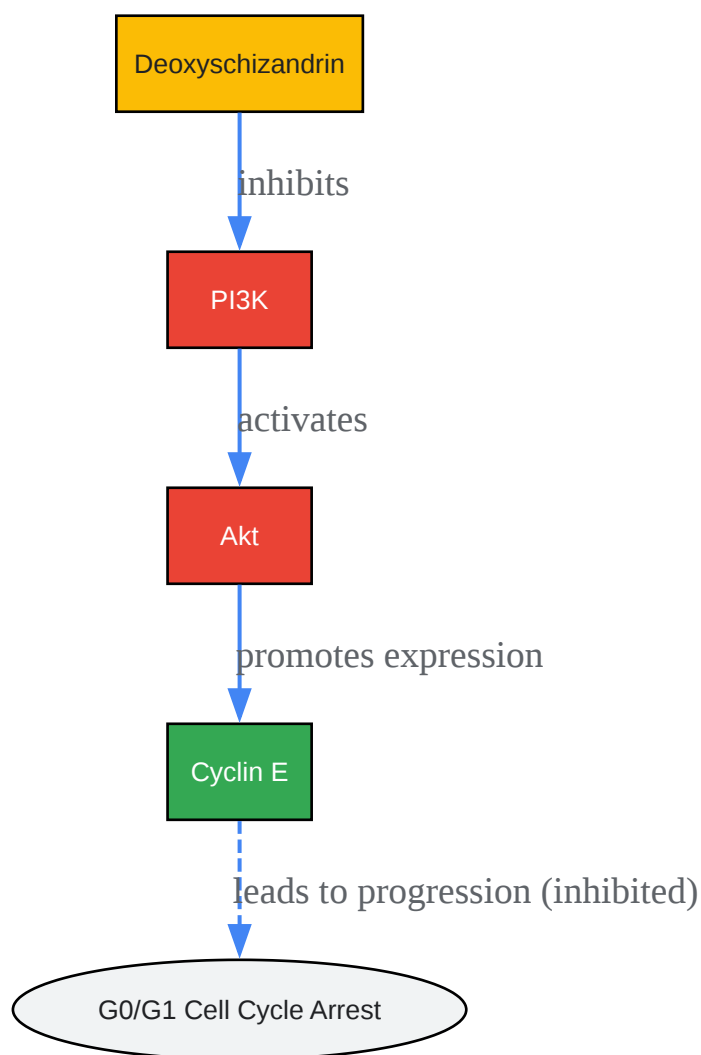 Deoxyschizandrin
inhibits
PI3K
activates
Akt
promotes expression
Cyclin E
leads to progression (inhibited)
G0/G1 Cell Cycle Arrest